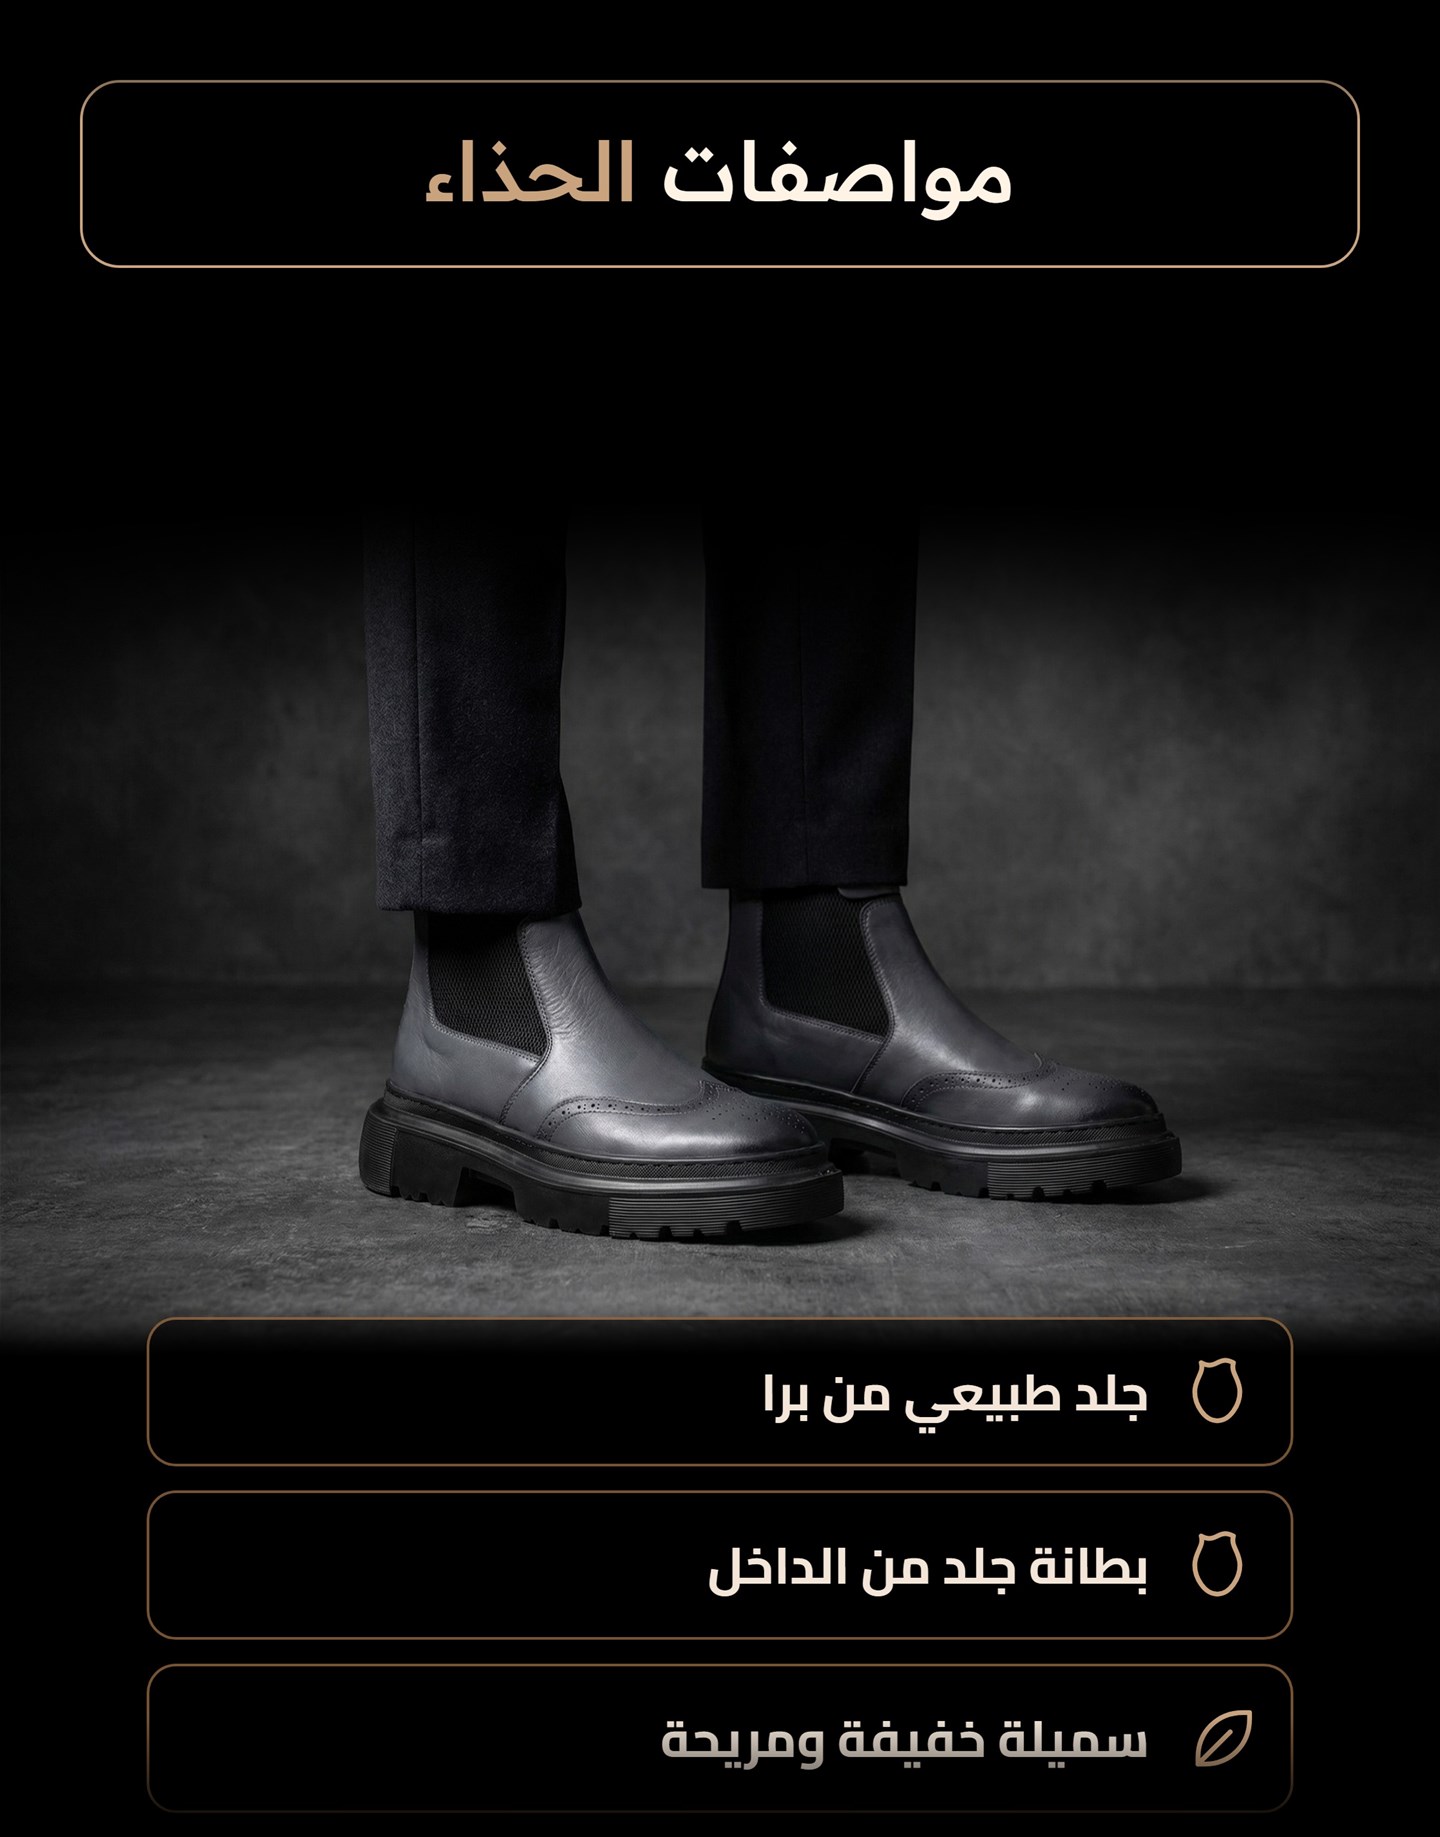 مواصفات الحذاء
جلد طبيعي من برا
بطانة جلد من الداخل
سميلة خفيفة ومريحة